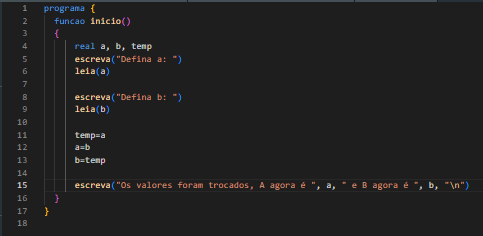 1 programa {
2 funcao inicio()
3 {
4 real a, b, temp
5 escreva("Defina a: ")
6 leia(a)
7
8 escreva("Defina b: ")
9 leia(b)
10
11 temp=a
12 a=b
13 b=temp
14
15 escreva("Os valores foram trocados, A agora é ", a, " e B agora é ", b, "\n")
16 }
17 }
18